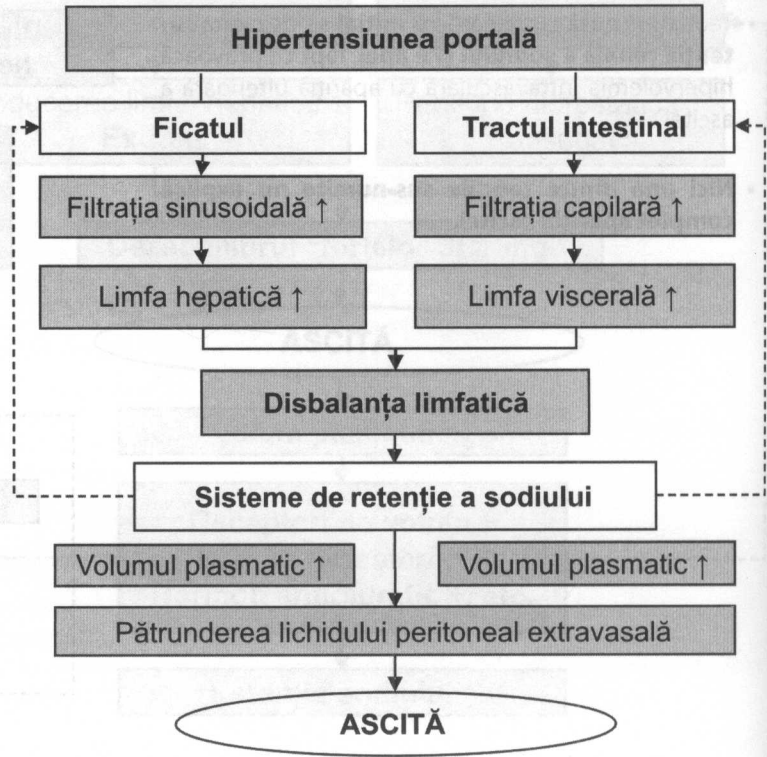 Hipertensiunea portală
Ficatul
Tractul intestinal
Filtrația sinusoidală ↑
Filtrația capilară ↑
Limfa hepatică ↑
Limfa viscerală ↑
Disbalanța limfatică
Sisteme de retenție a sodiului
Volumul plasmatic ↑
Volumul plasmatic ↑
Pătrunderea lichidului peritoneal extravasală
ASCITĂ